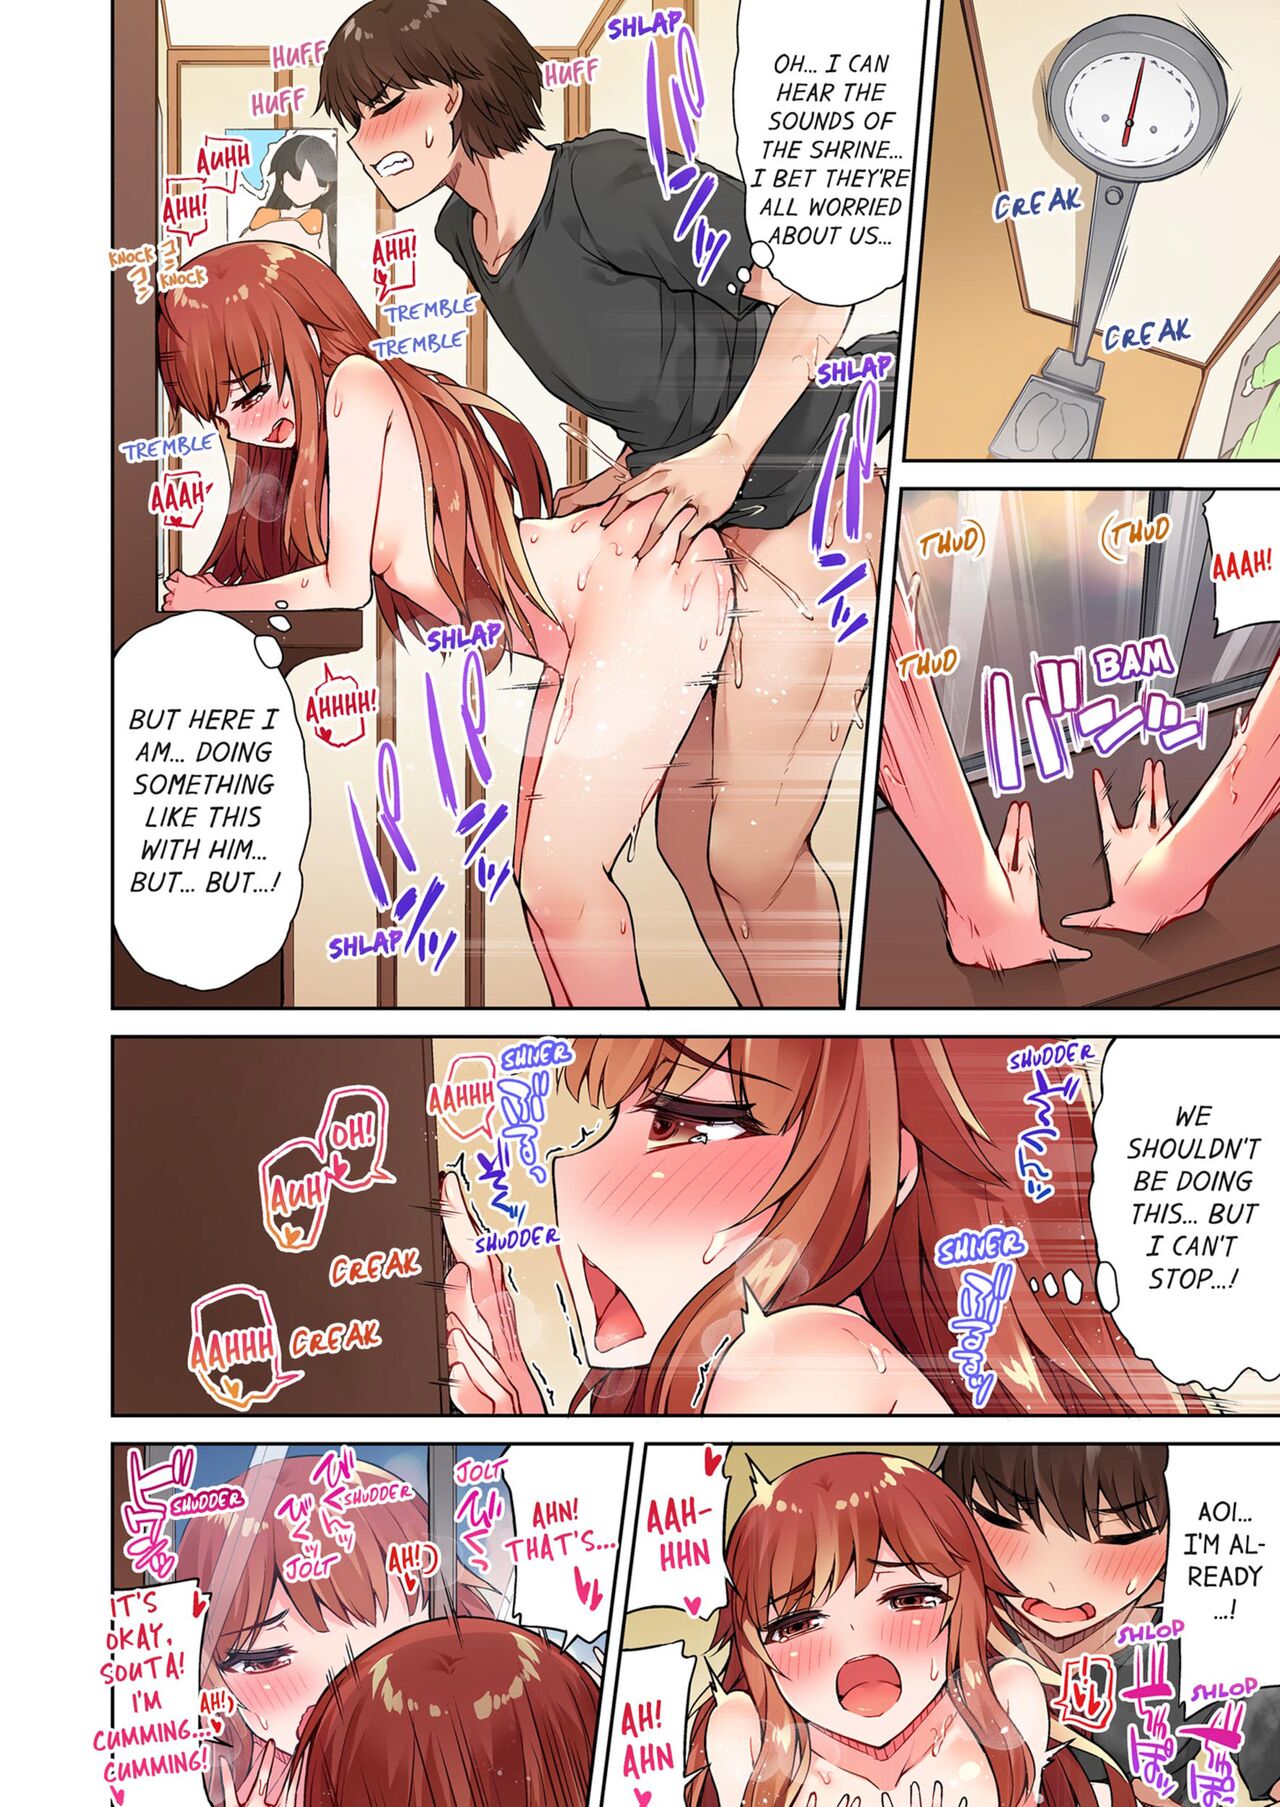 CREAK
CREAK
OH... I CAN
HEAR THE
SOUNDS OF
THE SHRINE...
I BET THEY'RE
ALL WORRIED
ABOUT US...
SHLAP
HUFF
HUFF
HUFF
AUHH
AHH!
KNOCK
KNOCK
AHH!
TREMBLE
TREMBLE
TREMBLE
AAAH-
SHLAP
SHLAP
AHHHH!
SHLAP
BUT HERE I
AM... DOING
SOMETHING
LIKE THIS
WITH HIM...
BUT... BUT...!
THUD
THUD
THUD
AAAH!
BAM
バンッ
WE
SHOULDN'T
BE DOING
THIS... BUT
I CAN'T
STOP...!
SHUDDER
SHIVER
AAHHH
SHIVER
SHUDDER
OH!
AUH
CREAK
AAHHH
CREAK
AOI...
I'M AL-
READY
...!
AAH-
HHN
SHLOP
SHLOP
AH!
AHN
AHN!
THAT'S...
JOLT
SHUDDER
SHUDDER
JOLT
AH!
AH!
IT'S
OKAY,
SOUTA!
I'M
CUMMING...
CUMMING!